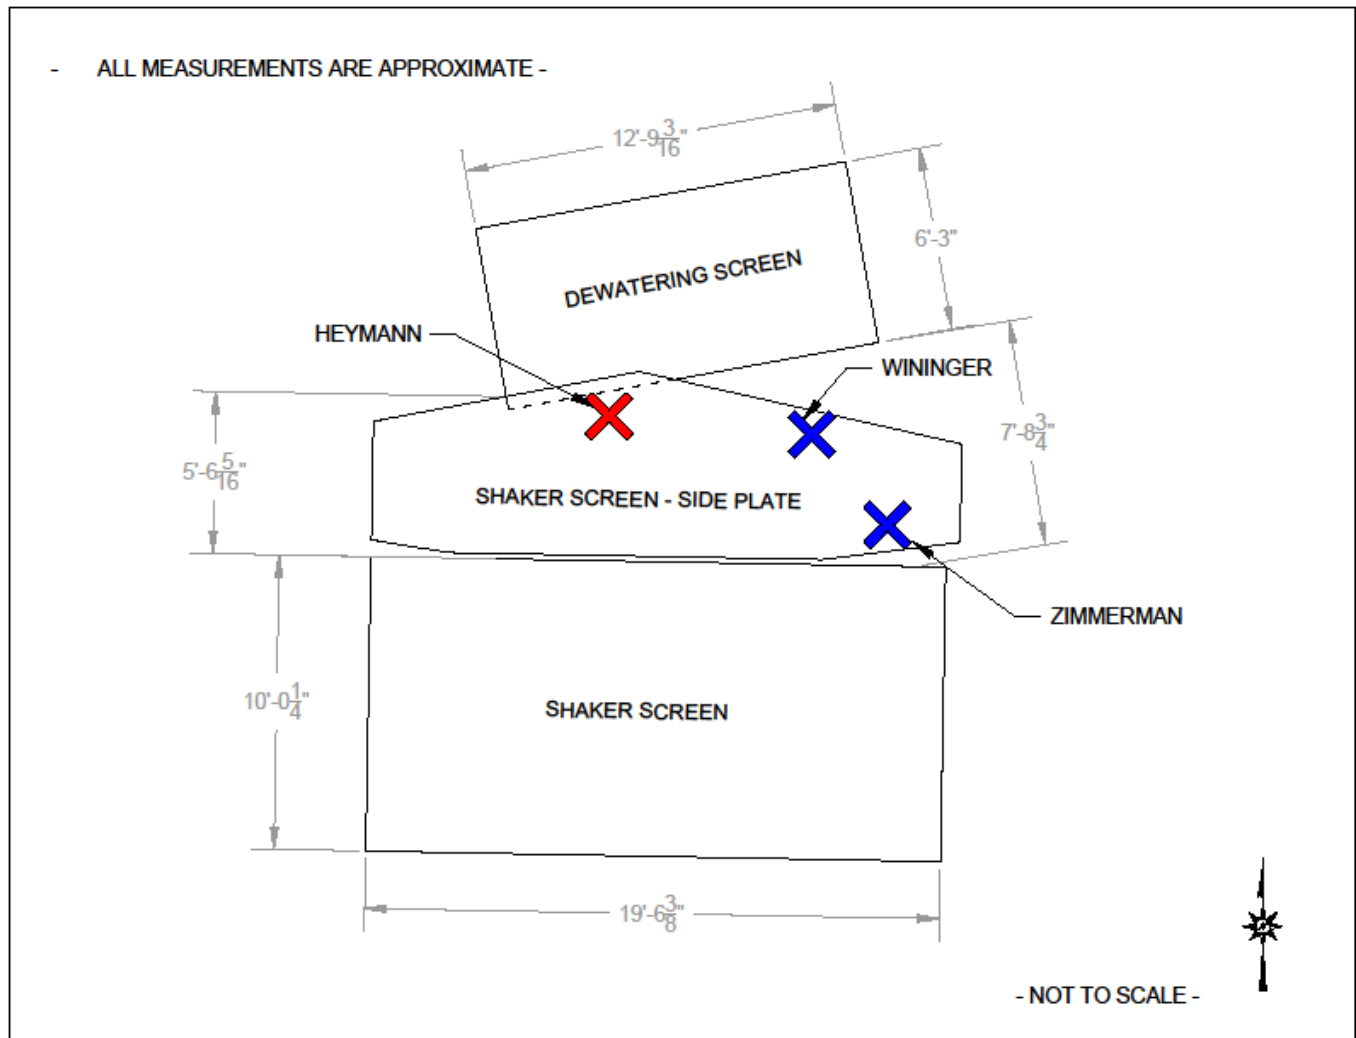 - ALL MEASUREMENTS ARE APPROXIMATE -
12'-9 3/16"
6'-3"
DEWATERING SCREEN
HEYMANN
WININGER
7'-8 3/4"
5'-6 5/16"
SHAKER SCREEN - SIDE PLATE
ZIMMERMAN
10'-0 1/4"
SHAKER SCREEN
19'-6 3/8"
- NOT TO SCALE -